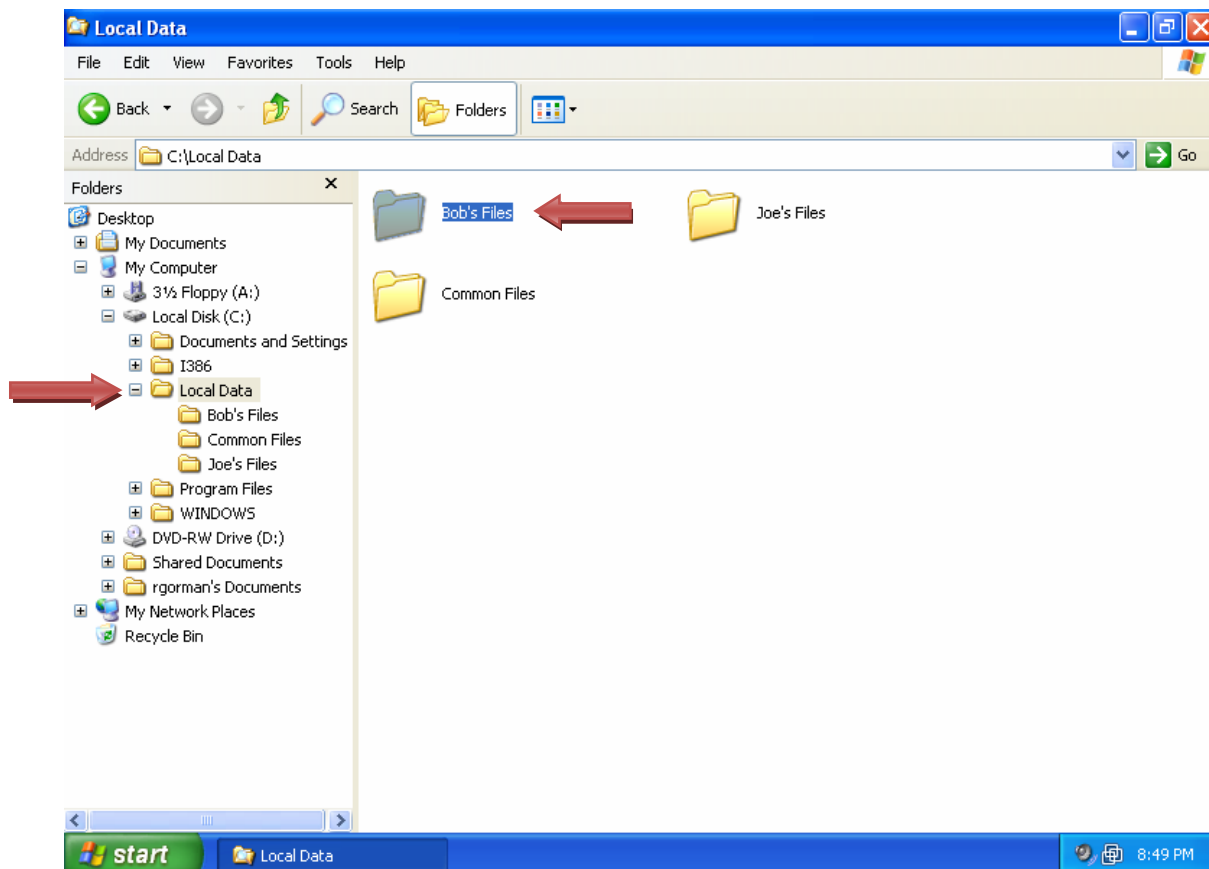 Local Data
File Edit View Favorites Tools Help
Back Search Folders
Address C:\Local Data Go
Folders
Desktop
My Documents
My Computer
3½ Floppy (A:)
Local Disk (C:)
Documents and Settings
I386
Local Data
Bob's Files
Common Files
Joe's Files
Program Files
WINDOWS
DVD-RW Drive (D:)
Shared Documents
rgorman's Documents
My Network Places
Recycle Bin
Bob's Files Joe's Files
Common Files
start Local Data 8:49 PM